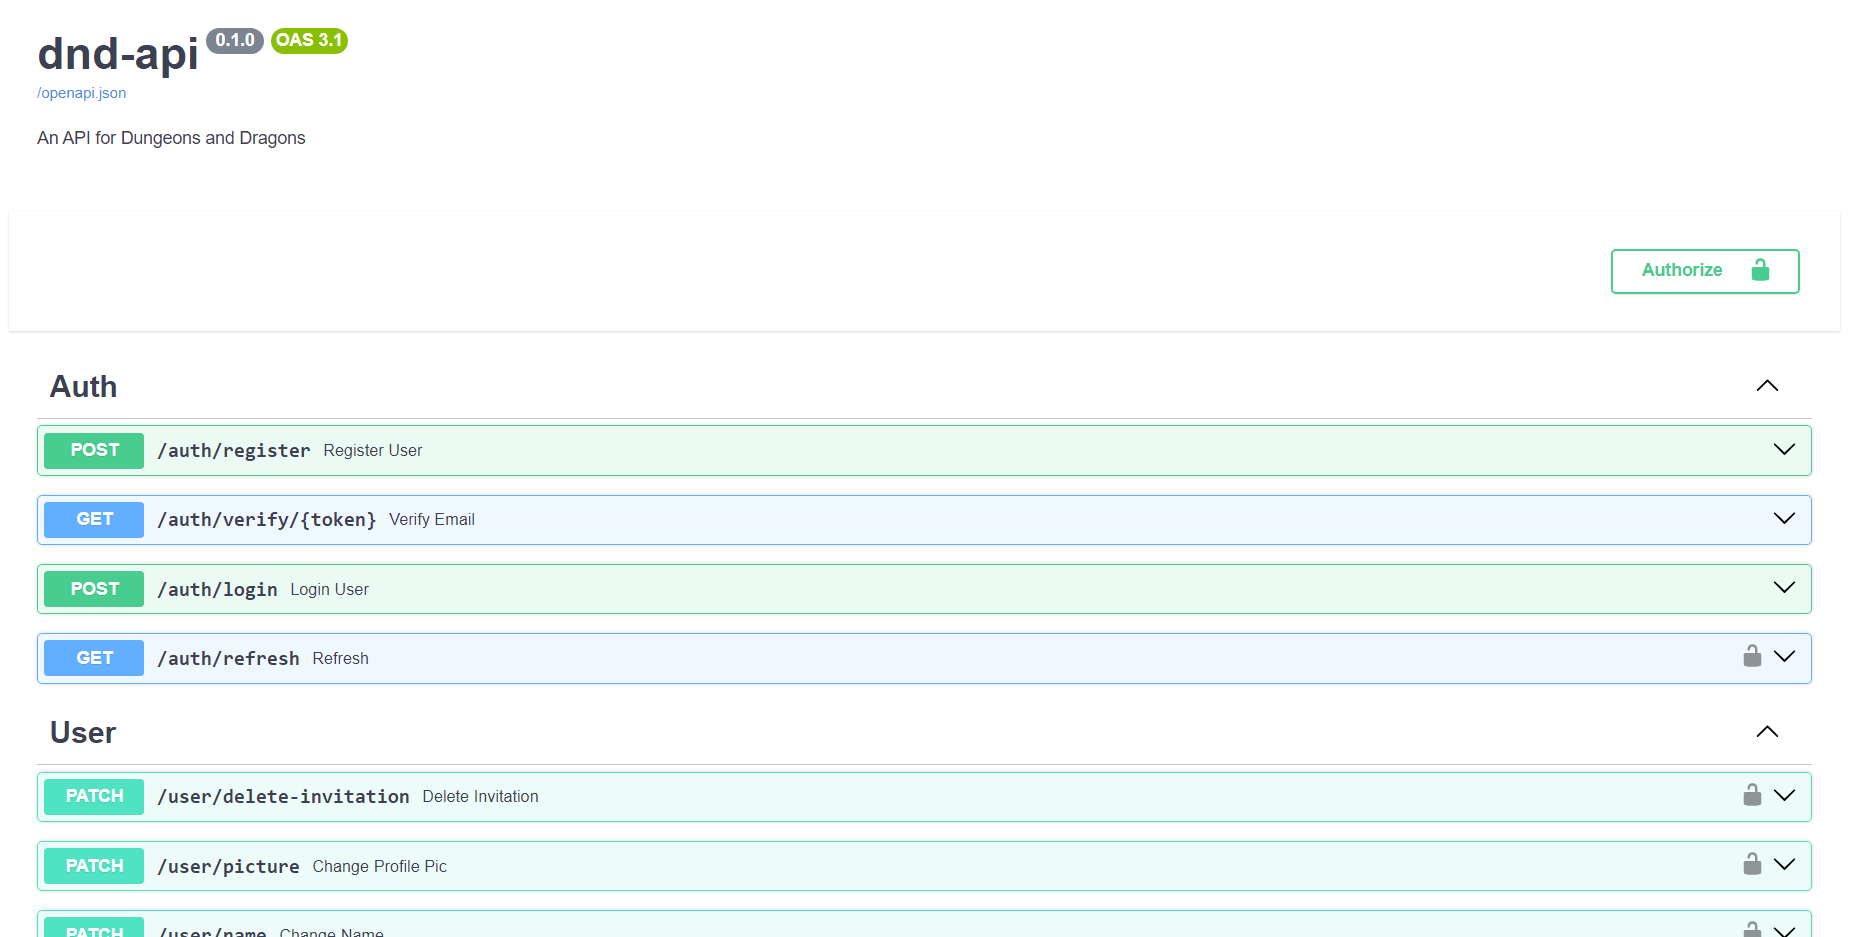 dnd-api 0.1.0 OAS 3.1
/openapi.json
An API for Dungeons and Dragons
Authorize
Auth
POST /auth/register Register User
GET /auth/verify/{token} Verify Email
POST /auth/login Login User
GET /auth/refresh Refresh
User
PATCH /user/delete-invitation Delete Invitation
PATCH /user/picture Change Profile Pic
PATCH /user/name Change Name